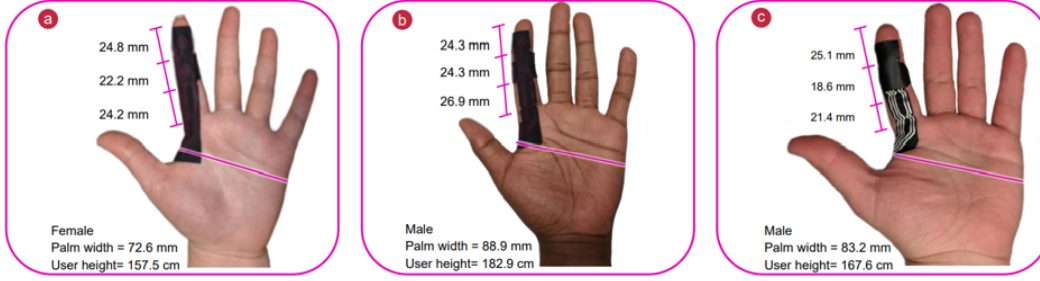 a
24.8 mm
22.2 mm
24.2 mm
Female
Palm width = 72.6 mm
User height= 157.5 cm
b
24.3 mm
24.3 mm
26.9 mm
Male
Palm width = 88.9 mm
User height= 182.9 cm
c
25.1 mm
18.6 mm
21.4 mm
Male
Palm width = 83.2 mm
User height= 167.6 cm